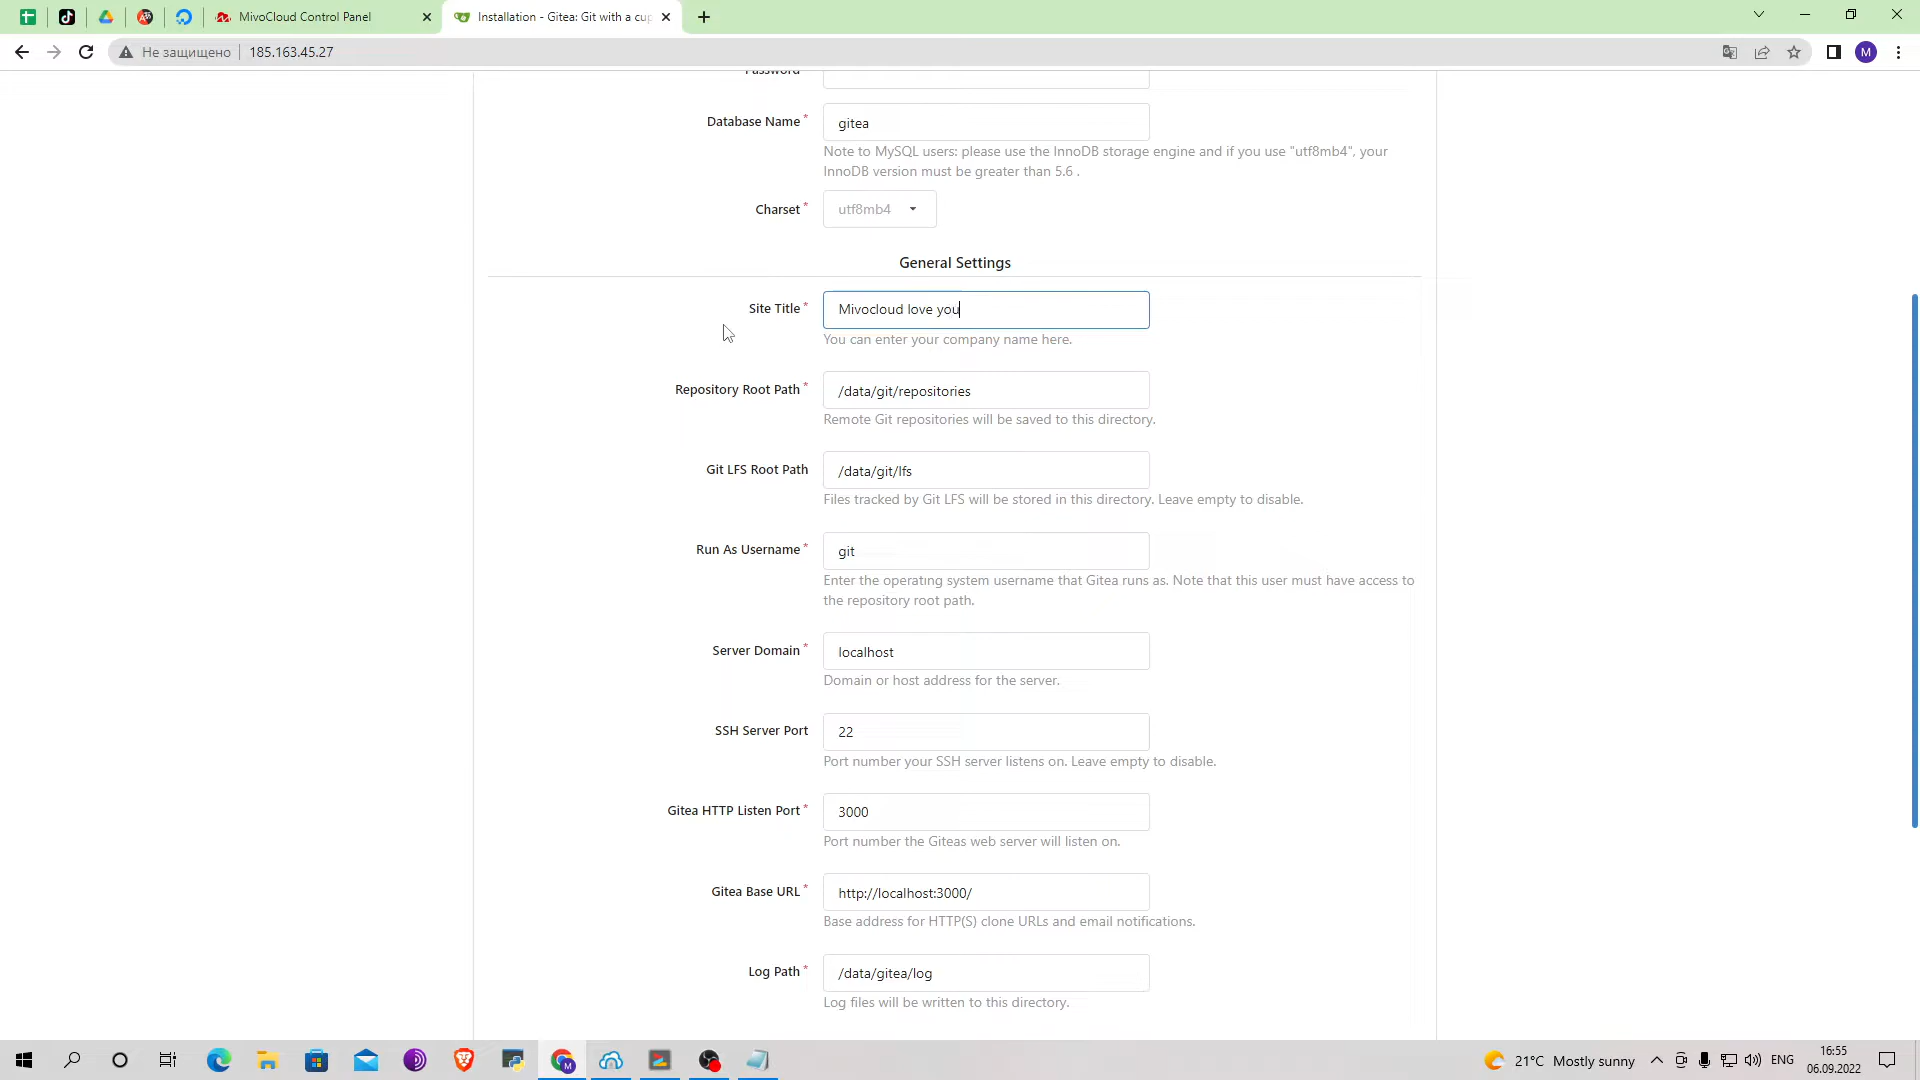 MivoCloud Control Panel
Installation - Gitea: Git with a cup
Не защищено
185.163.45.27
M
Password
Database Name *
gitea
Note to MySQL users: please use the InnoDB storage engine and if you use "utf8mb4", your
InnoDB version must be greater than 5.6 .
Charset *
utf8mb4
General Settings
Site Title *
Mivocloud love you
You can enter your company name here.
Repository Root Path *
/data/git/repositories
Remote Git repositories will be saved to this directory.
Git LFS Root Path
/data/git/lfs
Files tracked by Git LFS will be stored in this directory. Leave empty to disable.
Run As Username *
git
Enter the operating system username that Gitea runs as. Note that this user must have access to
the repository root path.
Server Domain *
localhost
Domain or host address for the server.
SSH Server Port
22
Port number your SSH server listens on. Leave empty to disable.
Gitea HTTP Listen Port *
3000
Port number the Giteas web server will listen on.
Gitea Base URL *
http://localhost:3000/
Base address for HTTP(S) clone URLs and email notifications.
Log Path *
/data/gitea/log
Log files will be written to this directory.
21°C Mostly sunny
ENG
16:55
06.09.2022